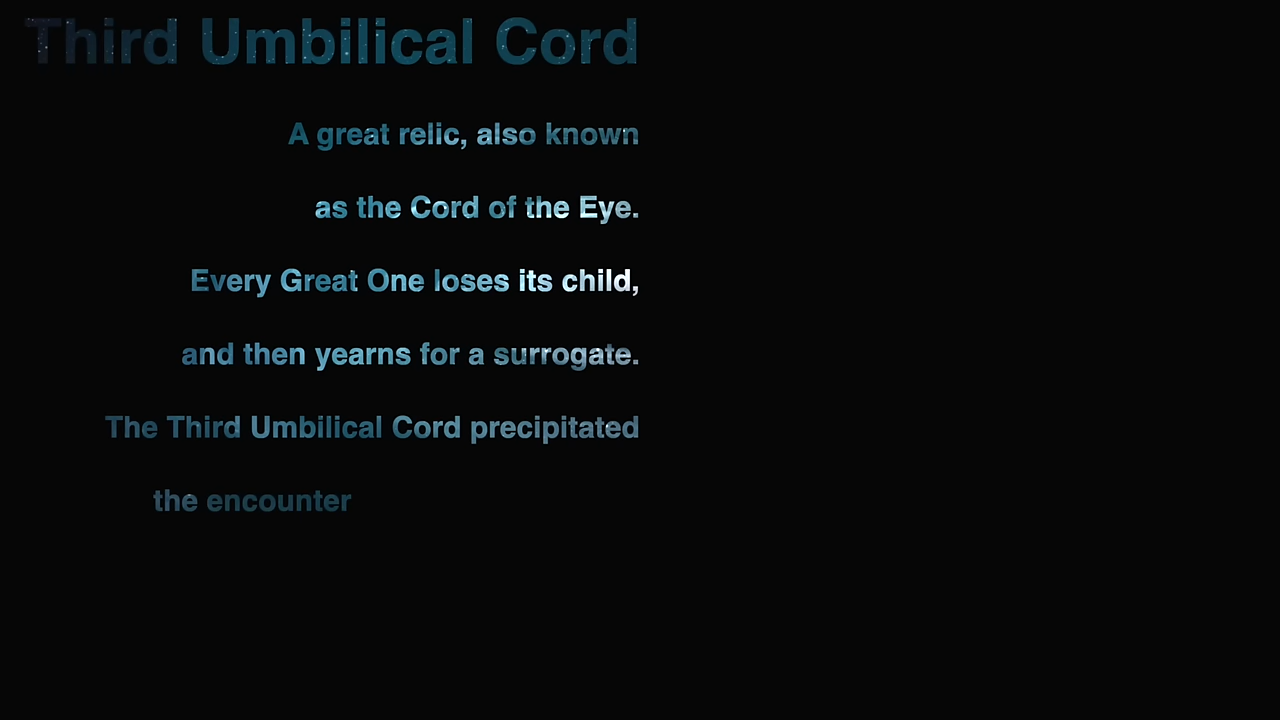 Third Umbilical Cord
A great relic, also known
as the Cord of the Eye.
Every Great One loses its child,
and then yearns for a surrogate.
The Third Umbilical Cord precipitated
the encounter